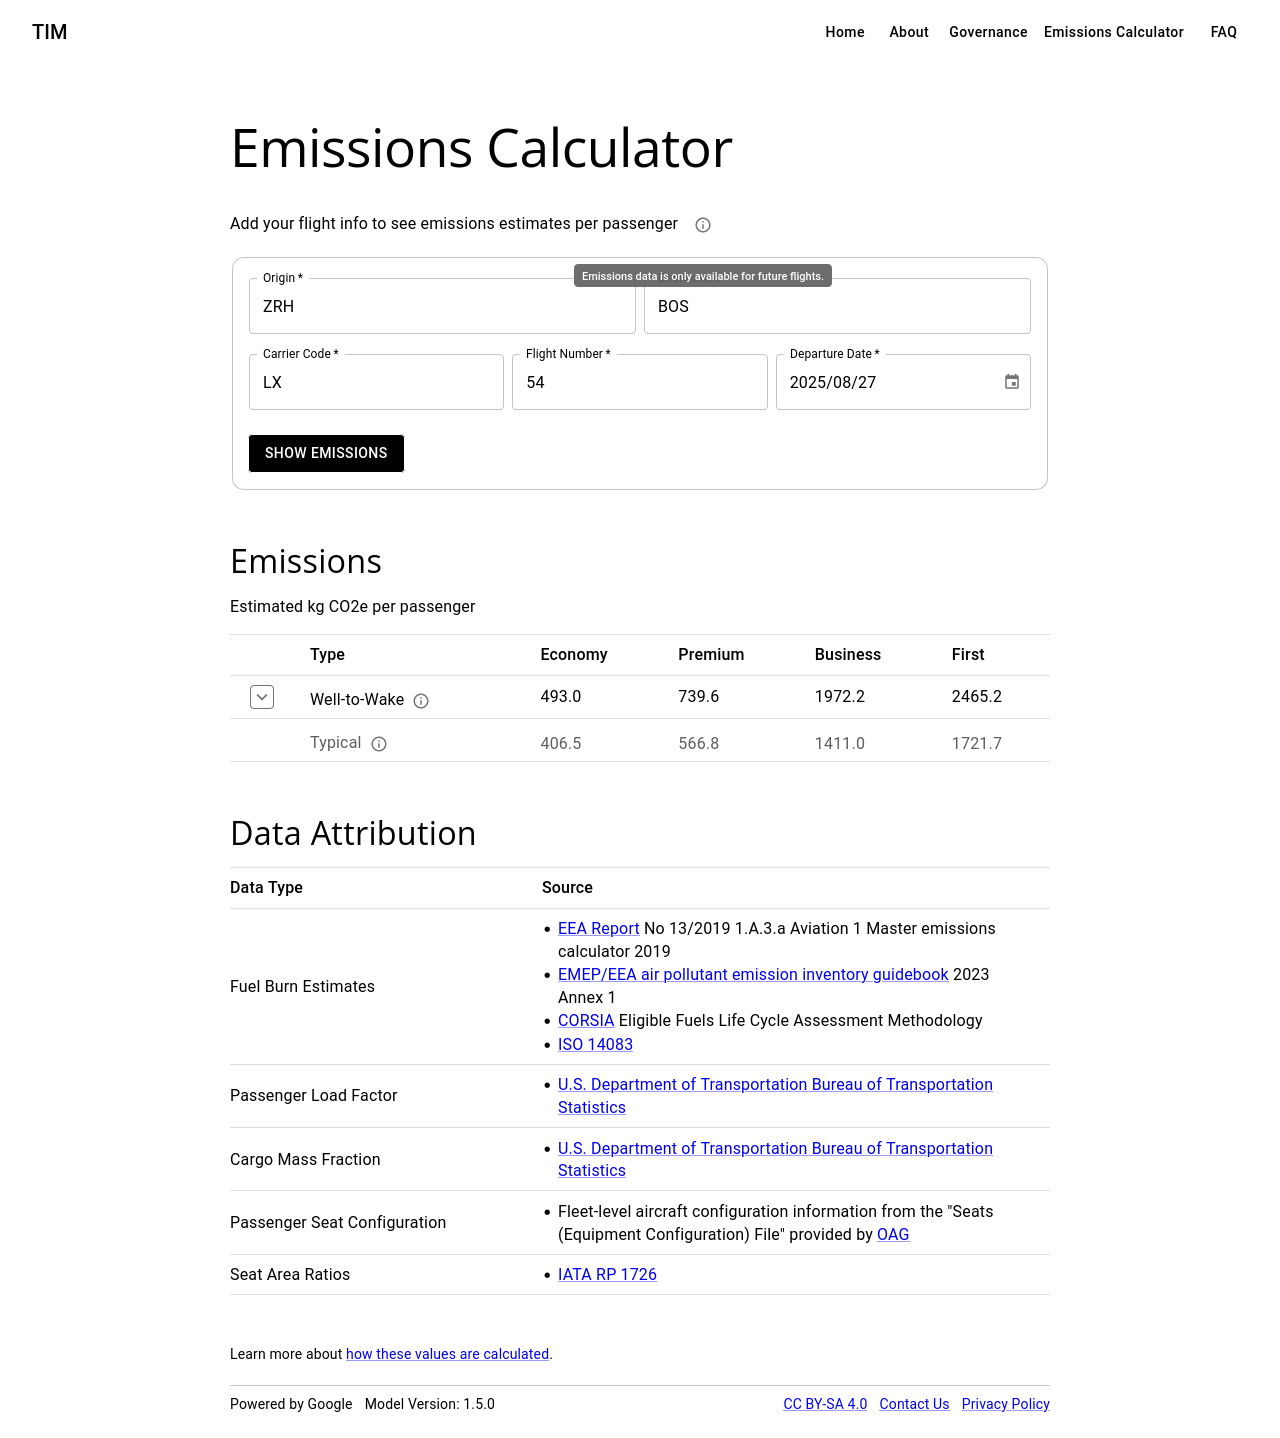 TIM
Home About Governance Emissions Calculator FAQ
Emissions Calculator
Add your flight info to see emissions estimates per passenger
Emissions data is only available for future flights.
Origin *
ZRH
BOS
Carrier Code *
LX
Flight Number *
54
Departure Date *
2025/08/27
SHOW EMISSIONS
Emissions
Estimated kg CO2e per passenger
Type Economy Premium Business First
Well-to-Wake 493.0 739.6 1972.2 2465.2
Typical 406.5 566.8 1411.0 1721.7
Data Attribution
Data Type Source
Fuel Burn Estimates
• EEA Report No 13/2019 1.A.3.a Aviation 1 Master emissions
calculator 2019
• EMEP/EEA air pollutant emission inventory guidebook 2023
Annex 1
• CORSIA Eligible Fuels Life Cycle Assessment Methodology
• ISO 14083
Passenger Load Factor
• U.S. Department of Transportation Bureau of Transportation
Statistics
Cargo Mass Fraction
• U.S. Department of Transportation Bureau of Transportation
Statistics
Passenger Seat Configuration
• Fleet-level aircraft configuration information from the "Seats
(Equipment Configuration) File" provided by OAG
Seat Area Ratios
• IATA RP 1726
Learn more about how these values are calculated.
Powered by Google Model Version: 1.5.0 CC BY-SA 4.0 Contact Us Privacy Policy